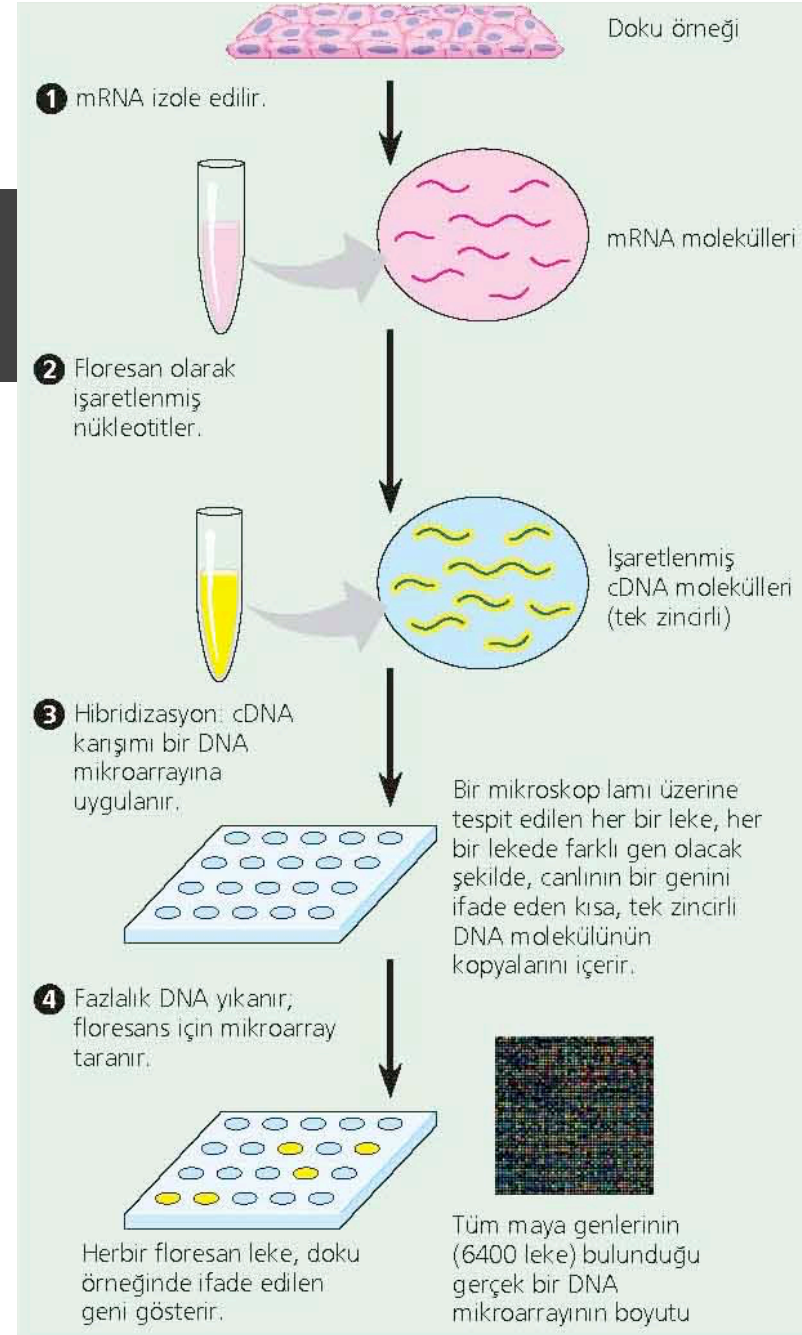 Doku örneği
1 mRNA izole edilir.
mRNA molekülleri
2 Floresan olarak
işaretlenmiş
nükleotitler.
İşaretlenmiş
cDNA molekülleri
(tek zincirli)
3 Hibridizasyon: cDNA
karışımı bir DNA
mikroarrayına
uygulanır.
Bir mikroskop lamı üzerine
tespit edilen her bir leke, her
bir lekede farklı gen olacak
şekilde, canlının bir genini
ifade eden kısa, tek zincirli
DNA molekülünün
kopyalarını içerir.
4 Fazlalık DNA yıkanır;
floresans için mikroarray
taranır.
Herbir floresan leke, doku
örneğinde ifade edilen
geni gösterir.
Tüm maya genlerinin
(6400 leke) bulunduğu
gerçek bir DNA
mikroarrayının boyutu